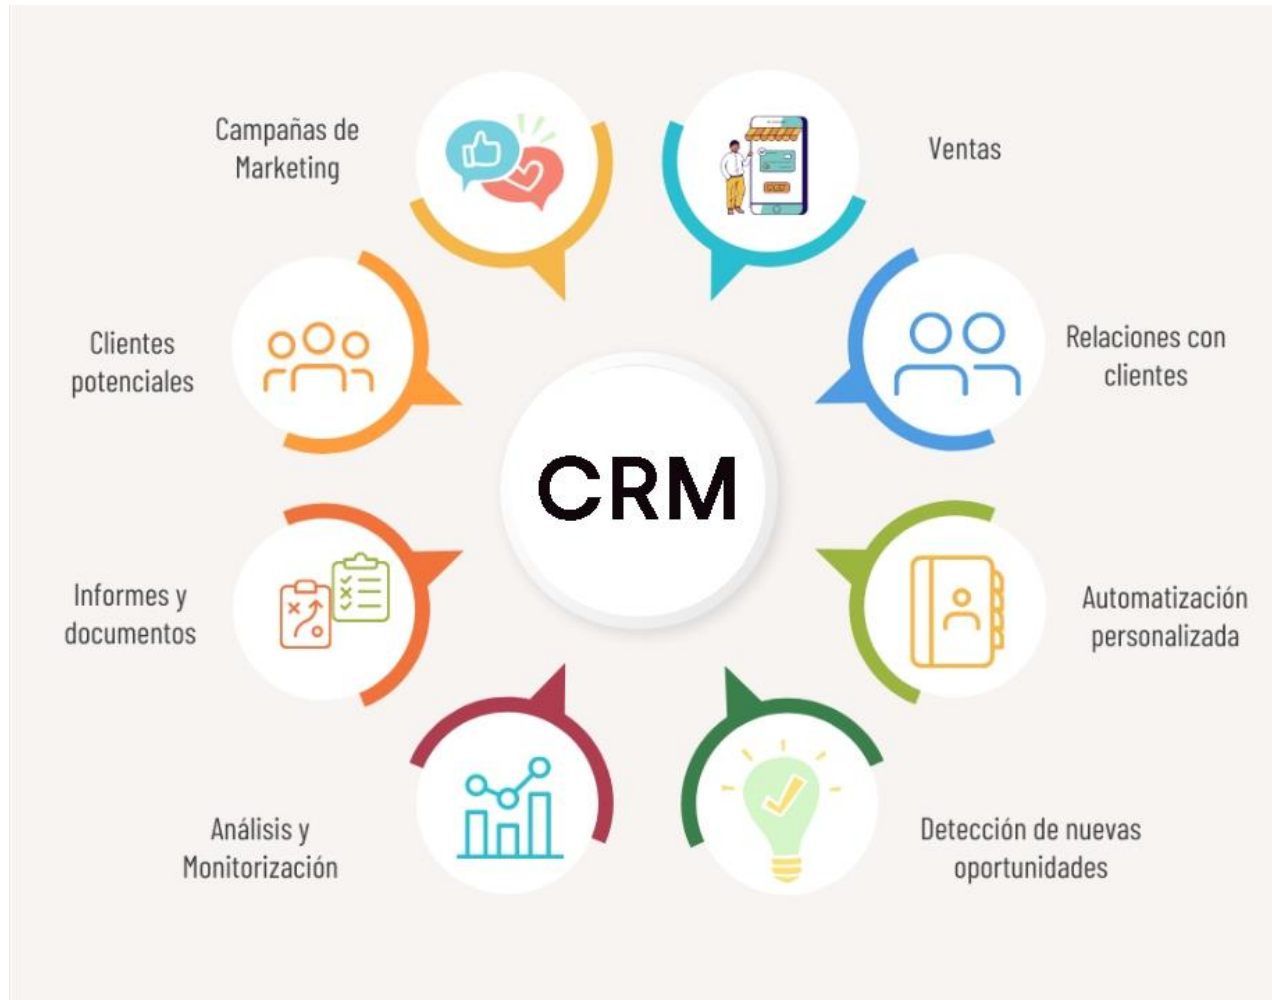 Campañas de
Marketing
Ventas
Clientes
potenciales
Relaciones con
clientes
CRM
Informes y
documentos
Automatización
personalizada
Análisis y
Monitorización
Detección de nuevas
oportunidades